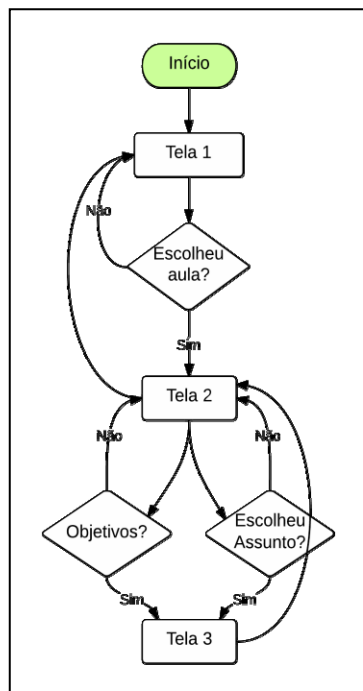 Início
Tela 1
Não
Escolheu
aula?
Sim
Tela 2
Não
Não
Objetivos?
Escolheu
Assunto?
Sim
Sim
Tela 3